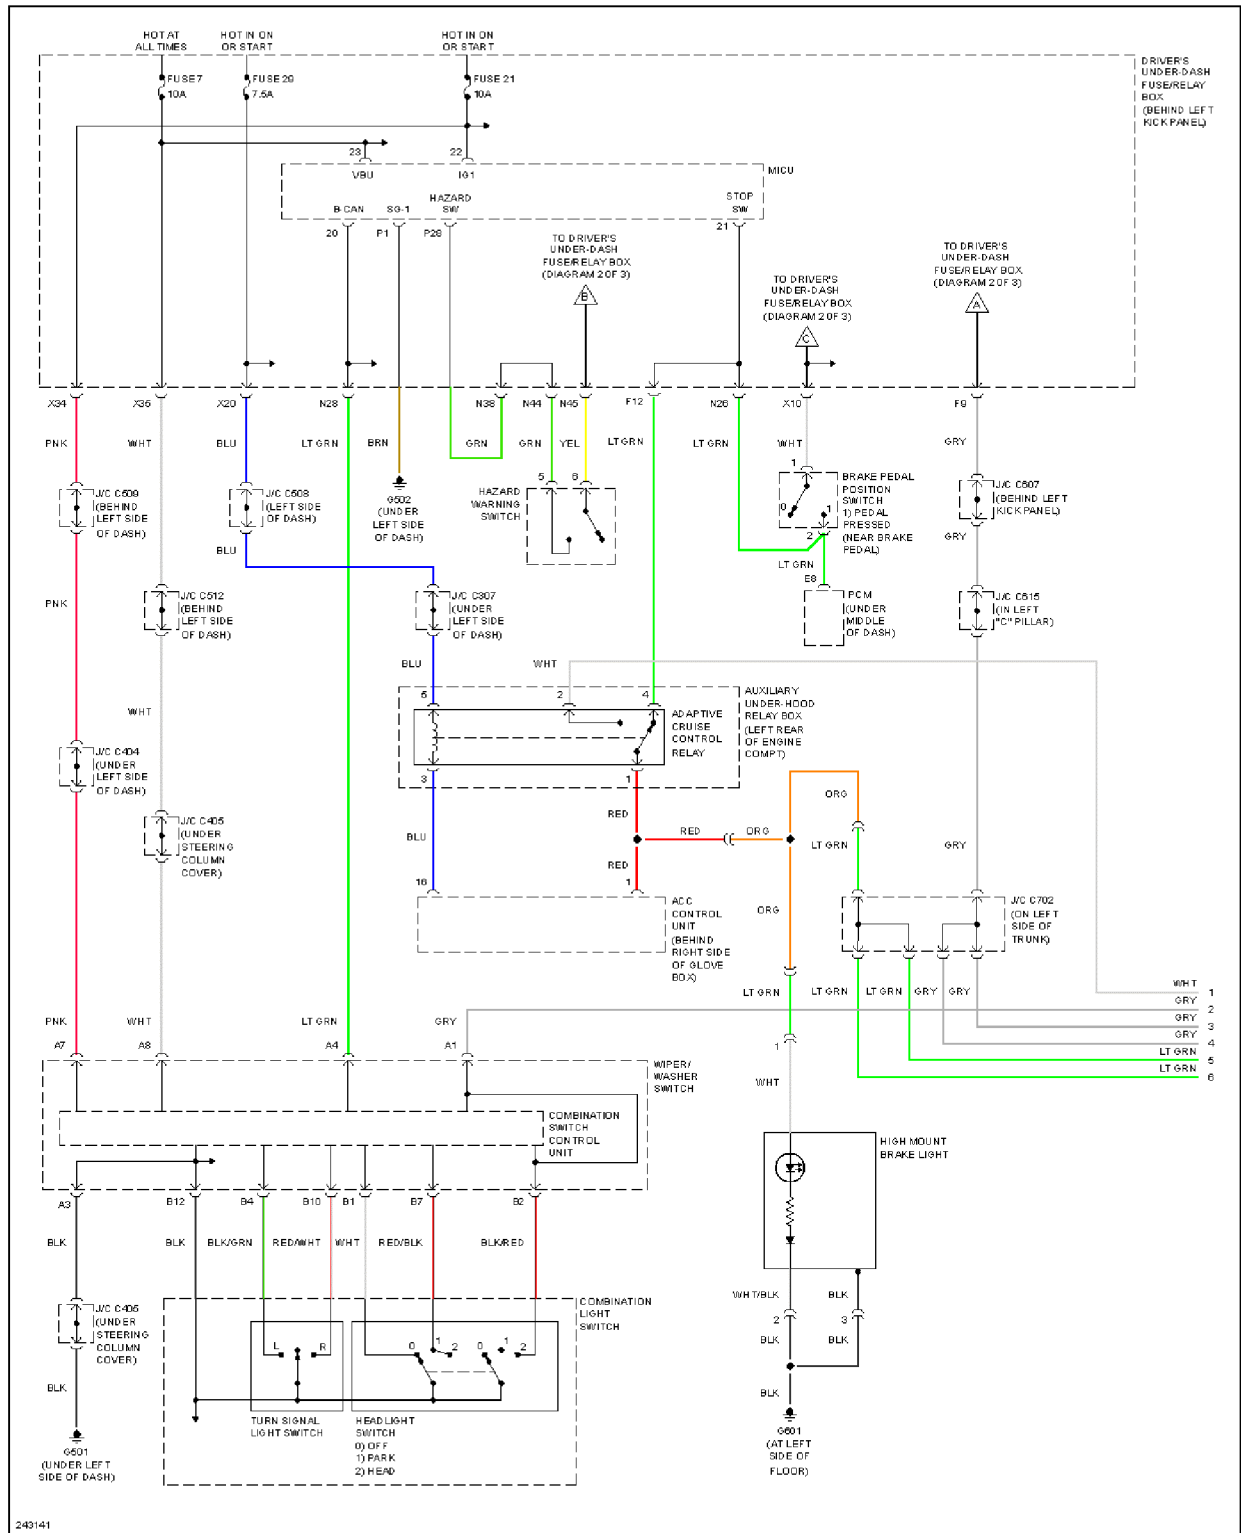 HOT AT
ALL TIMES
HOT IN ON
OR START
HOT IN ON
OR START
DRIVER'S
UNDER-DASH
FUSE/RELAY
BOX
(BEHIND LEFT
KICK PANEL)
FUSE 7
10A
FUSE 29
7.5A
FUSE 21
10A
23
22
VBU
IG1
MICU
B-CAN
SG-1
HAZARD
SW
STOP
SW
20
P1
P28
21
TO DRIVER'S
UNDER-DASH
FUSE/RELAY BOX
(DIAGRAM 2 OF 3)
B
TO DRIVER'S
UNDER-DASH
FUSE/RELAY BOX
(DIAGRAM 2 OF 3)
C
TO DRIVER'S
UNDER-DASH
FUSE/RELAY BOX
(DIAGRAM 2 OF 3)
A
X34
X35
X20
N28
N38
N44
N45
F12
N26
X10
F9
PNK
WHT
BLU
LT GRN
BRN
GRN
GRN
YEL
LT GRN
LT GRN
WHT
GRY
J/C C509
(BEHIND
LEFT SIDE
OF DASH)
J/C C508
(LEFT SIDE
OF DASH)
G502
(UNDER
LEFT SIDE
OF DASH)
HAZARD
WARNING
SWITCH
5
6
1
0
1
2
BRAKE PEDAL
POSITION
SWITCH
1) PEDAL
PRESSED
(NEAR BRAKE
PEDAL)
J/C C607
(BEHIND LEFT
KICK PANEL)
BLU
GRY
LT GRN
E8
PCM
(UNDER
MIDDLE
OF DASH)
PNK
J/C C512
(BEHIND
LEFT SIDE
OF DASH)
J/C C307
(UNDER
LEFT SIDE
OF DASH)
J/C C615
(IN LEFT
"C" PILLAR)
BLU
WHT
5
2
4
AUXILIARY
UNDER-HOOD
RELAY BOX
(LEFT REAR
OF ENGINE
COMPT)
ADAPTIVE
CRUISE
CONTROL
RELAY
WHT
J/C C404
(UNDER
LEFT SIDE
OF DASH)
3
1
J/C C405
(UNDER
STEERING
COLUMN
COVER)
BLU
RED
RED
ORG
ORG
LT GRN
GRY
RED
16
1
ACC
CONTROL
UNIT
(BEHIND
RIGHT SIDE
OF GLOVE
BOX)
ORG
J/C C702
(ON LEFT
SIDE OF
TRUNK)
LT GRN
LT GRN
LT GRN
GRY
GRY
WHT 1
GRY 2
GRY 3
GRY 4
LT GRN 5
LT GRN 6
PNK
WHT
LT GRN
GRY
A7
A8
A4
A1
1
WHT
WIPER/
WASHER
SWITCH
COMBINATION
SWITCH
CONTROL
UNIT
HIGH MOUNT
BRAKE LIGHT
A3
B12
B4
B10
B1
B7
B2
BLK
BLK
BLK/GRN
RED/WHT
WHT
RED/BLK
BLK/RED
WHT/BLK
BLK
2
3
BLK
BLK
J/C C405
(UNDER
STEERING
COLUMN
COVER)
COMBINATION
LIGHT
SWITCH
L
R
0
1
2
0
1
2
BLK
BLK
TURN SIGNAL
LIGHT SWITCH
HEADLIGHT
SWITCH
0) OFF
1) PARK
2) HEAD
G501
(UNDER LEFT
SIDE OF DASH)
G601
(AT LEFT
SIDE OF
FLOOR)
243141